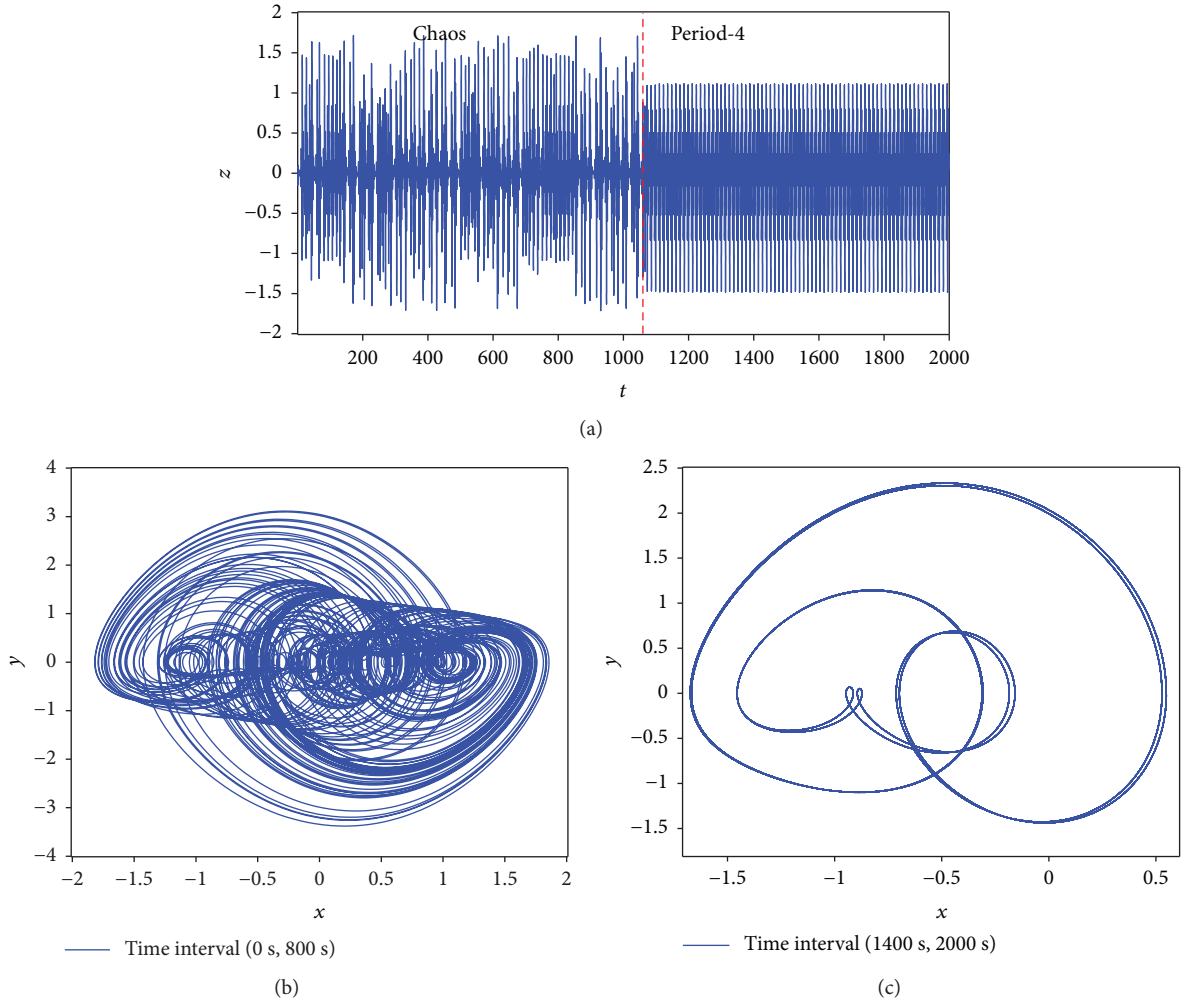 2
1.5
1
0.5
0
−0.5
−1
−1.5
−2
z
Chaos
Period-4
200 400 600 800 1000 1200 1400 1600 1800 2000
t
(a)
4
3
2
1
0
−1
−2
−3
−4
y
−2 −1.5 −1 −0.5 0 0.5 1 1.5 2
x
Time interval (0 s, 800 s)
(b)
2.5
2
1.5
1
0.5
0
−0.5
−1
−1.5
y
−1.5 −1 −0.5 0 0.5
x
Time interval (1400 s, 2000 s)
(c)